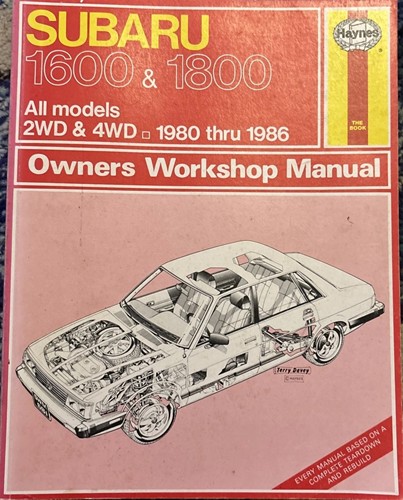 SUBARU
1600 & 1800
All models
2WD & 4WD □ 1980 thru 1986
Haynes
THE
BOOK
Owners Workshop Manual
Terry Davey
EVERY MANUAL BASED ON A
COMPLETE TEARDOWN
AND REBUILD